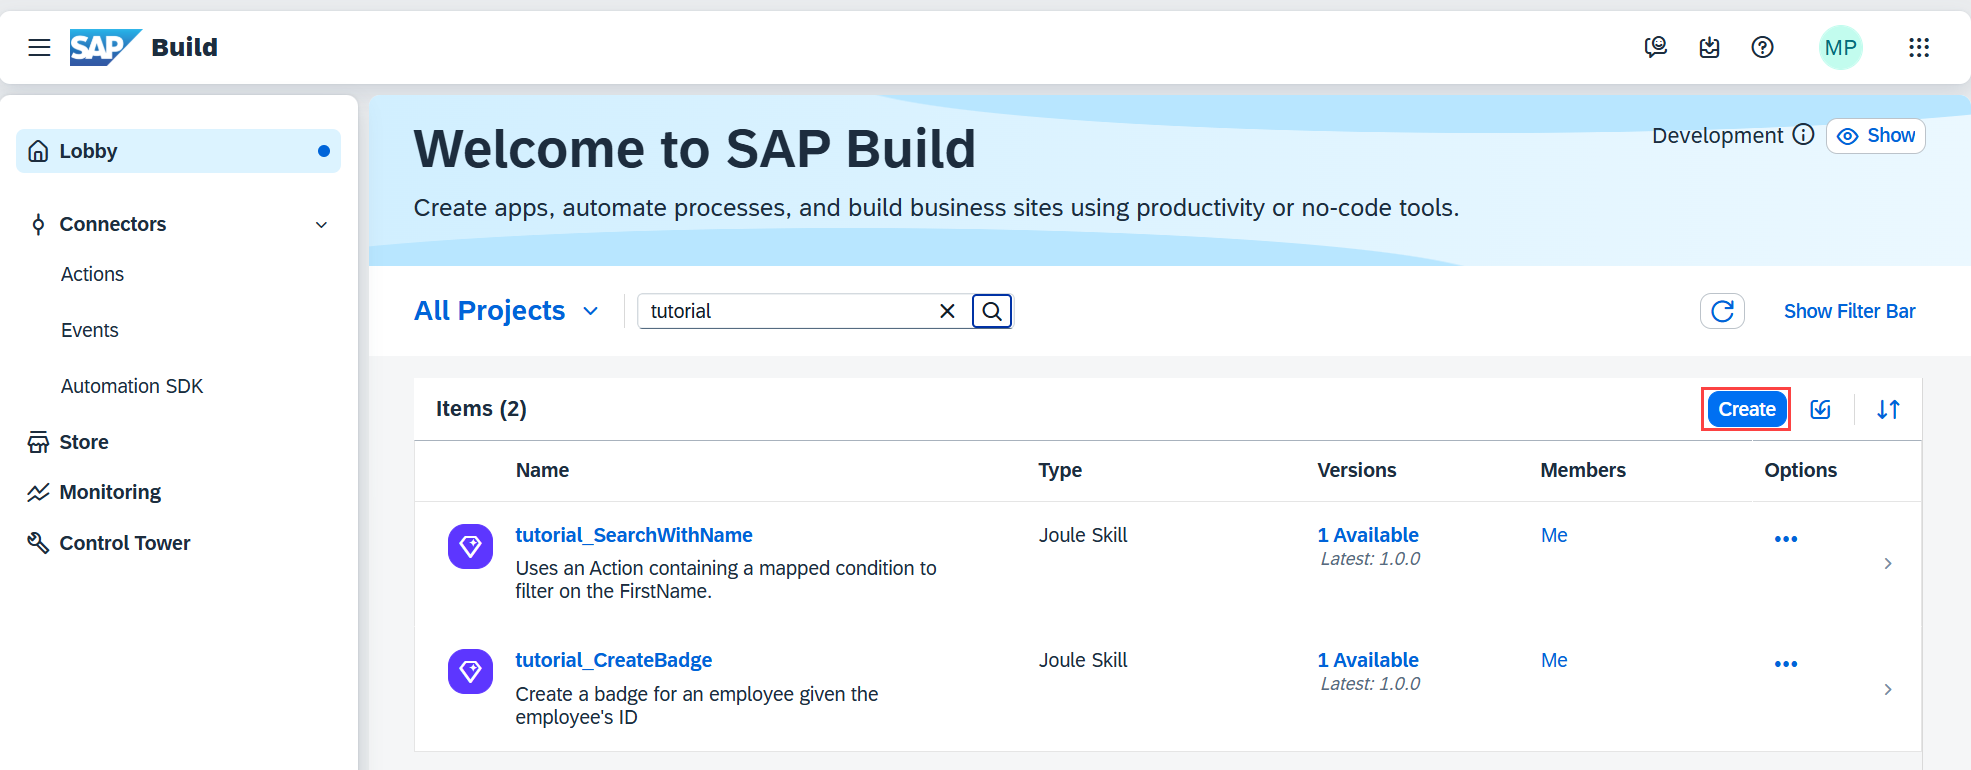 SAP Build
MP
Lobby
Connectors
Actions
Events
Automation SDK
Store
Monitoring
Control Tower
Welcome to SAP Build
Development
Show
Create apps, automate processes, and build business sites using productivity or no-code tools.
All Projects
tutorial
Show Filter Bar
Items (2)
Create
Name Type Versions Members Options
tutorial_SearchWithName Joule Skill 1 Available Me
Latest: 1.0.0
Uses an Action containing a mapped condition to
filter on the FirstName.
tutorial_CreateBadge Joule Skill 1 Available Me
Latest: 1.0.0
Create a badge for an employee given the
employee's ID